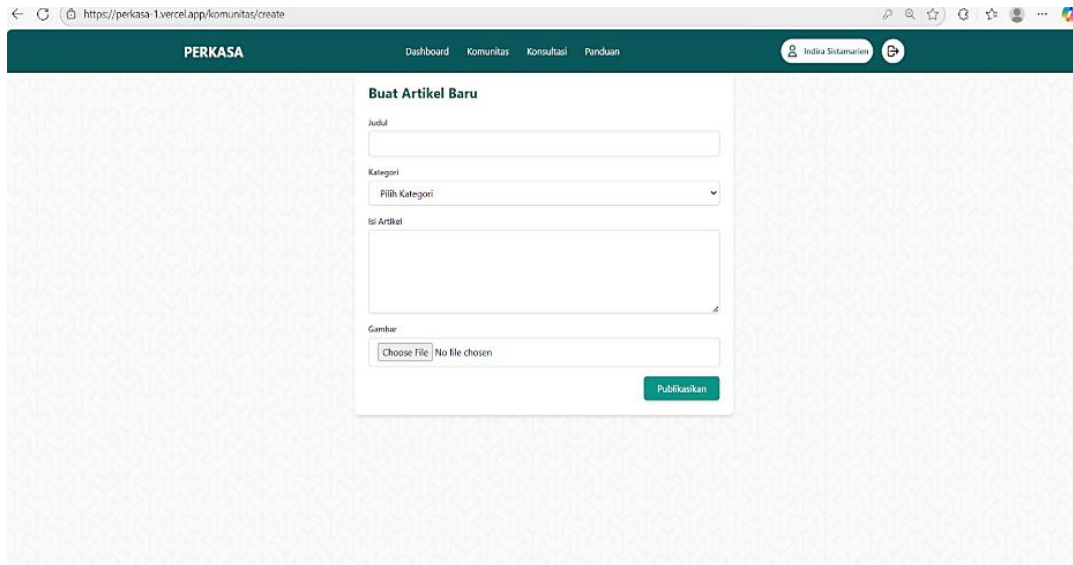 https://perkasa-1.vercel.app/komunitas/create
PERKASA Dashboard Komunitas Konsultasi Panduan Indira Sistamarien
Buat Artikel Baru
Judul
Kategori
Pilih Kategori
Isi Artikel
Gambar
Choose File No file chosen
Publikasikan